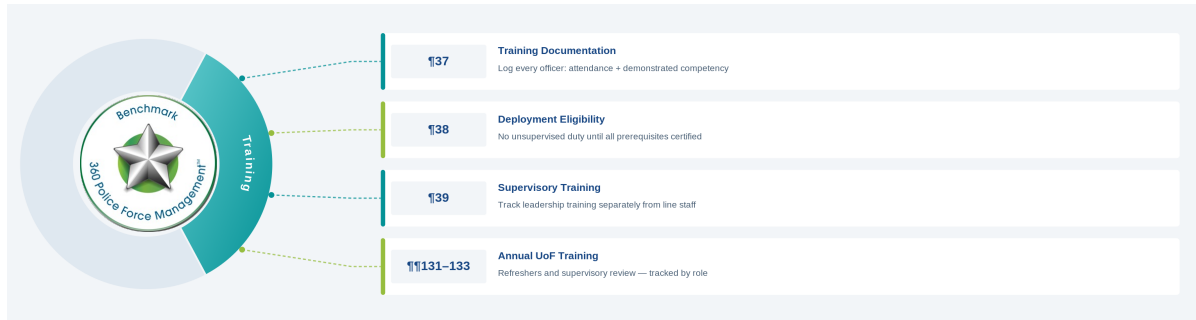 Benchmark
360 Police Force Management℠
Training
¶37
Training Documentation
Log every officer: attendance + demonstrated competency
¶38
Deployment Eligibility
No unsupervised duty until all prerequisites certified
¶39
Supervisory Training
Track leadership training separately from line staff
¶¶131–133
Annual UoF Training
Refreshers and supervisory review — tracked by role